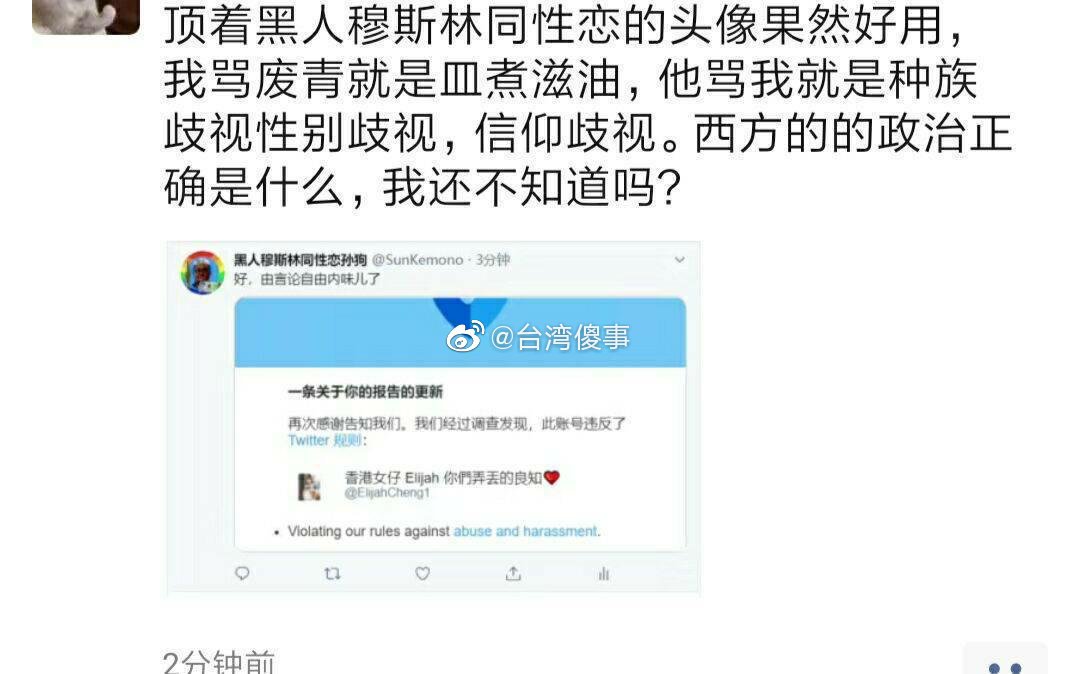 顶着黑人穆斯林同性恋的头像果然好用，
我骂废青就是皿煮滋油，他骂我就是种族
歧视性别歧视，信仰歧视。西方的的政治正
确是什么，我还不知道吗？
黑人穆斯林同性恋孙狗 @SunKemono · 3分钟
好，由言论自由内味儿了
@台湾傻事
一条关于你的报告的更新
再次感谢告知我们。我们经过调查发现，此账号违反了
Twitter 规则：
香港女仔 Elijah 你們弄丟的良知❤
@ElijahCheng1
• Violating our rules against abuse and harassment.
2分钟前